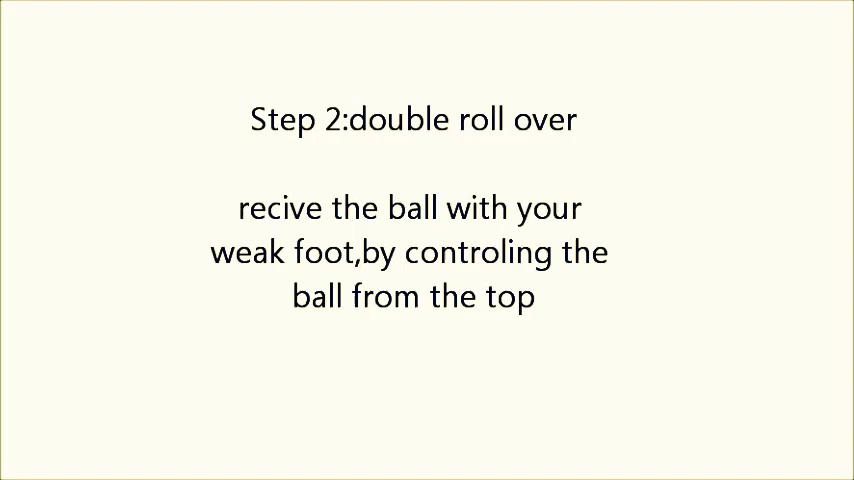 Step 2:double roll over
recive the ball with your
weak foot,by controling the
ball from the top